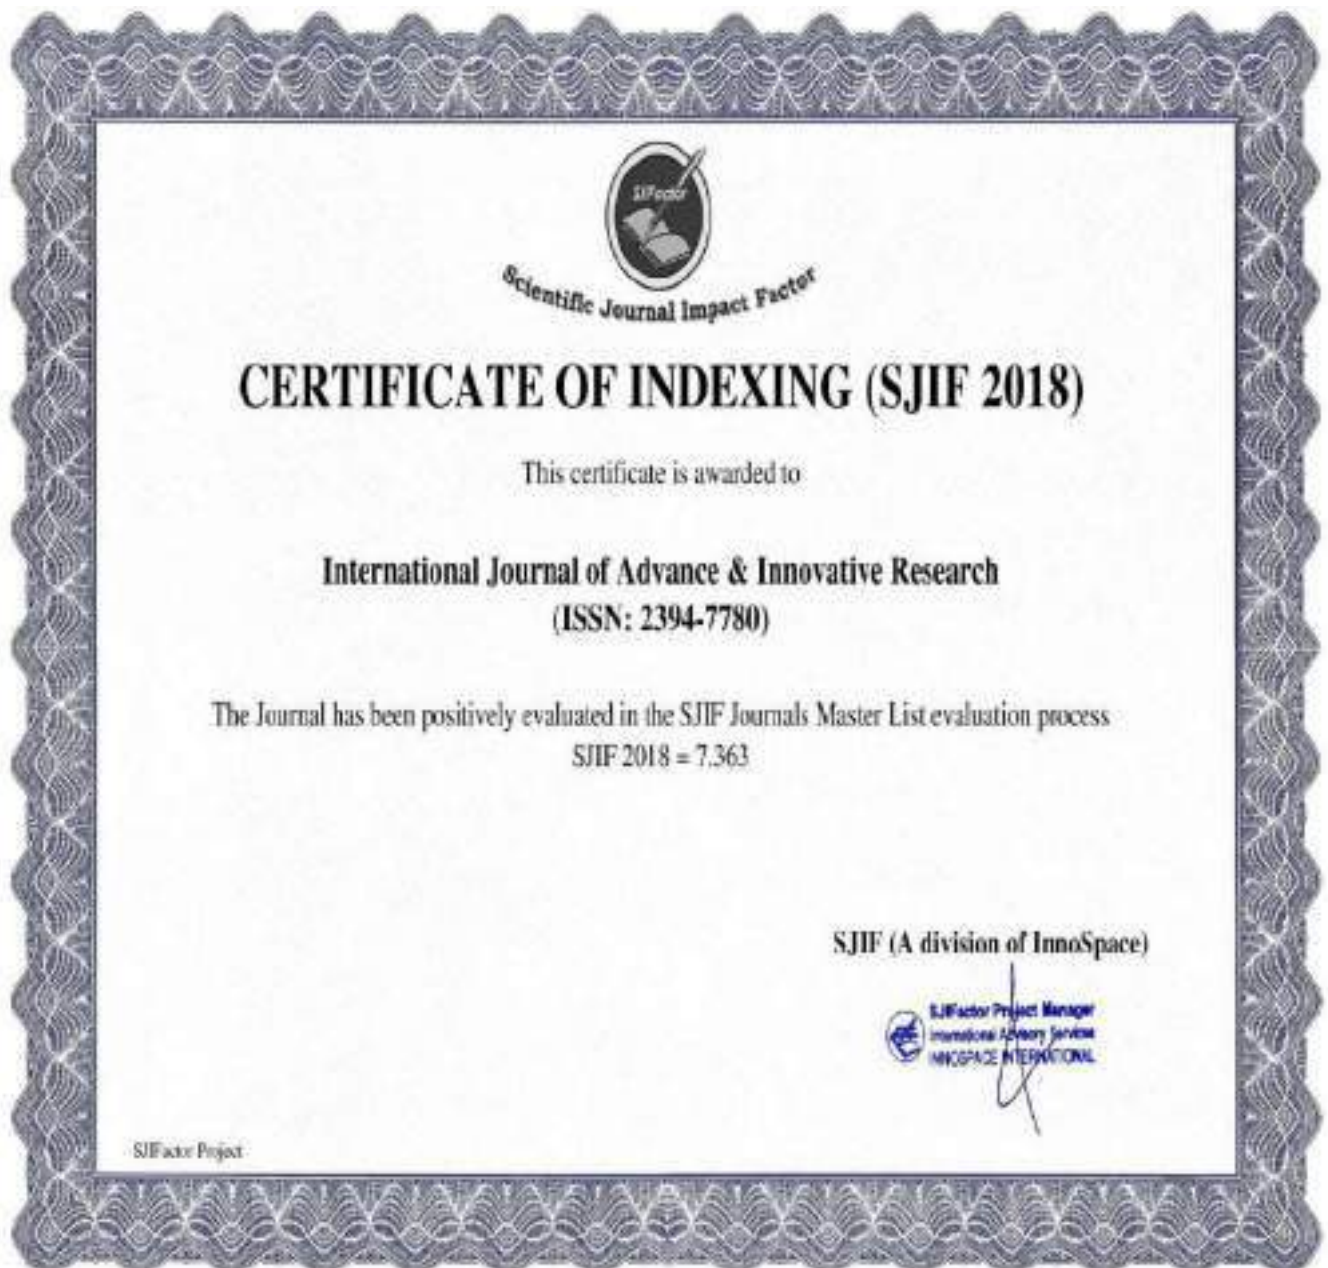 SJIFactor
Scientific Journal Impact Factor
CERTIFICATE OF INDEXING (SJIF 2018)
This certificate is awarded to
International Journal of Advance & Innovative Research
(ISSN: 2394-7780)
The Journal has been positively evaluated in the SJIF Journals Master List evaluation process
SJIF 2018 = 7.363
SJIF (A division of InnoSpace)
SJIFactor Project Manager
International Advisory Services
INNOSPACE INTERNATIONAL
SJIFactor Project